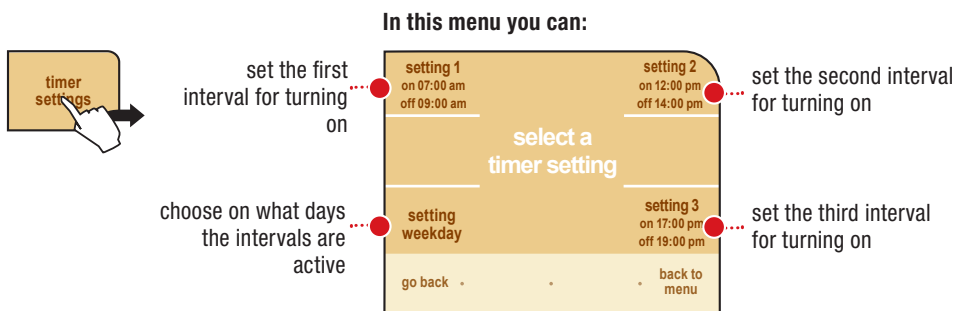 In this menu you can:
timer
settings
set the first
interval for turning
on
setting 1
on 07:00 am
off 09:00 am
setting 2
on 12:00 pm
off 14:00 pm
set the second interval
for turning on
select a
timer setting
choose on what days
the intervals are
active
setting
weekday
setting 3
on 17:00 pm
off 19:00 pm
set the third interval
for turning on
go back
back to
menu